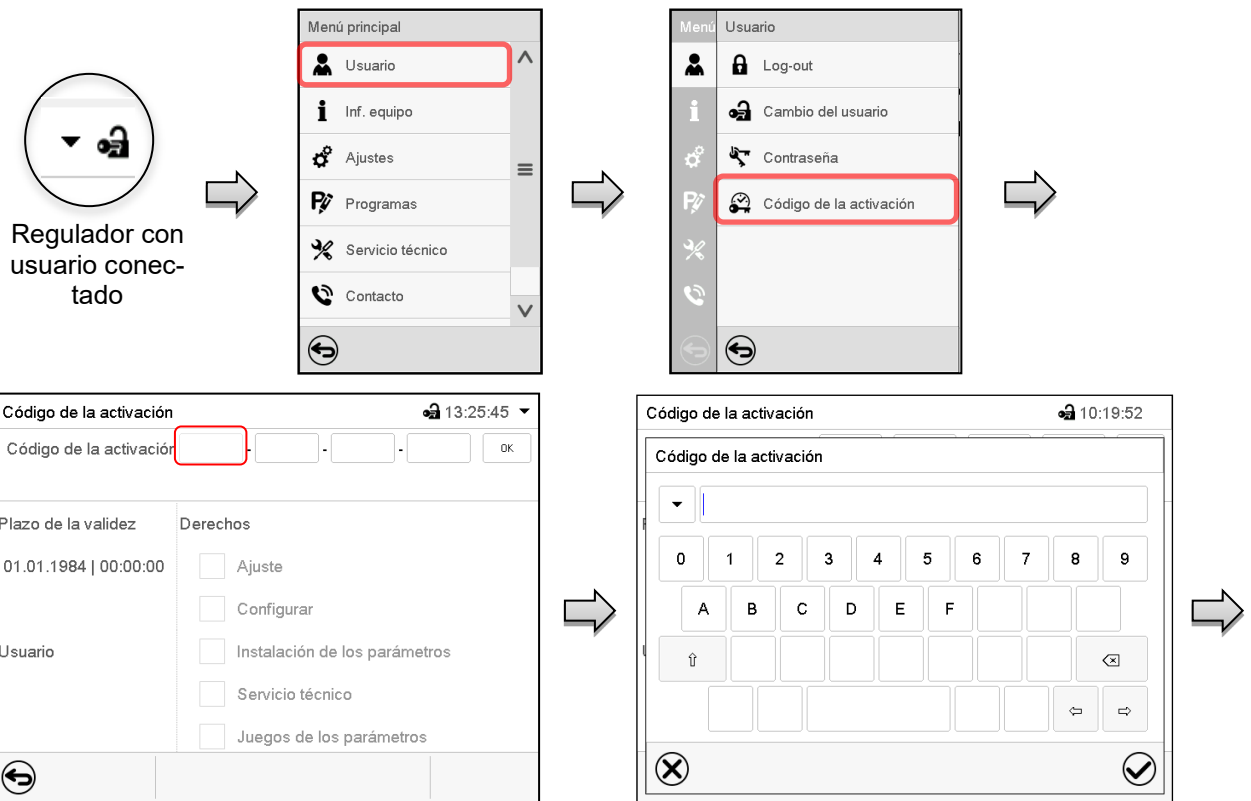 Regulador con
usuario conec-
tado
Menú principal
Usuario
Inf. equipo
Ajustes
Programas
Servicio técnico
Contacto
Menú Usuario
Log-out
Cambio del usuario
Contraseña
Código de la activación
Código de la activación 13:25:45
Código de la activación - - - OK
Plazo de la validez Derechos
01.01.1984 | 00:00:00 Ajuste
Configurar
Usuario Instalación de los parámetros
Servicio técnico
Juegos de los parámetros
Código de la activación 10:19:52
Código de la activación
0 1 2 3 4 5 6 7 8 9
A B C D E F